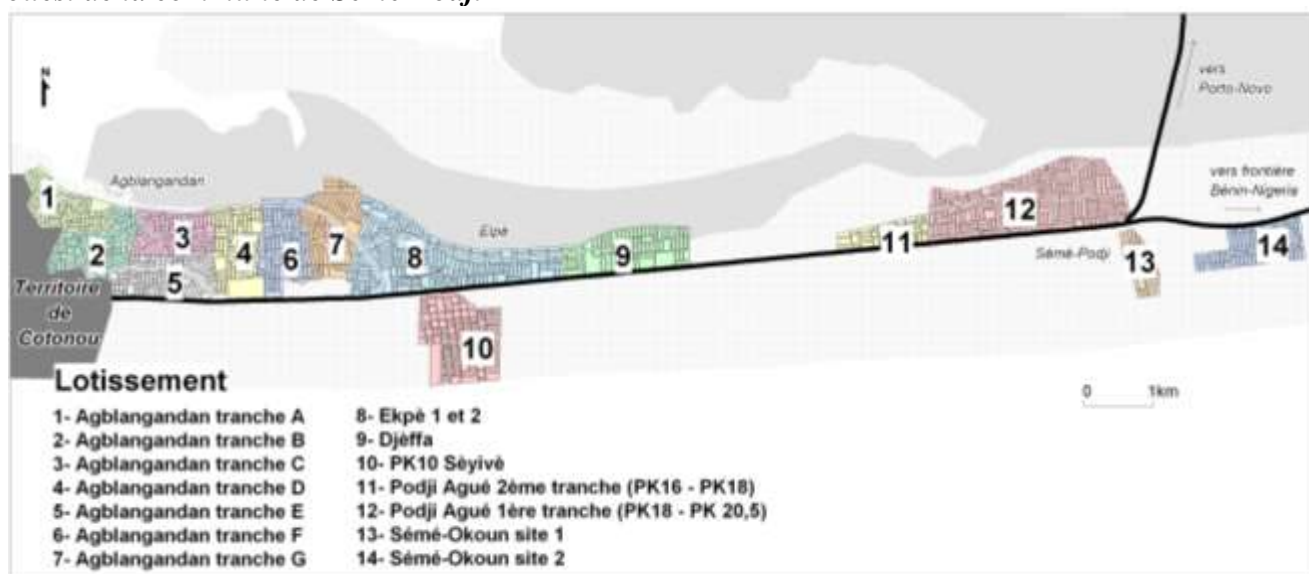 N
vers
Porto-Novo
vers frontière
Bénin-Nigeria
Agblangandan
Sèmè-Podji
1
2
3
4
5
6
7
8
9
10
11
12
13
14
Territoire
de
Cotonou
0 1km
Lotissement
1- Agblangandan tranche A
2- Agblangandan tranche B
3- Agblangandan tranche C
4- Agblangandan tranche D
5- Agblangandan tranche E
6- Agblangandan tranche F
7- Agblangandan tranche G
8- Ekpè 1 et 2
9- Djèffa
10- PK10 Sèyivè
11- Podji Agué 2ème tranche (PK16 - PK18)
12- Podji Agué 1ère tranche (PK18 - PK 20,5)
13- Sémé-Okoun site 1
14- Sémé-Okoun site 2